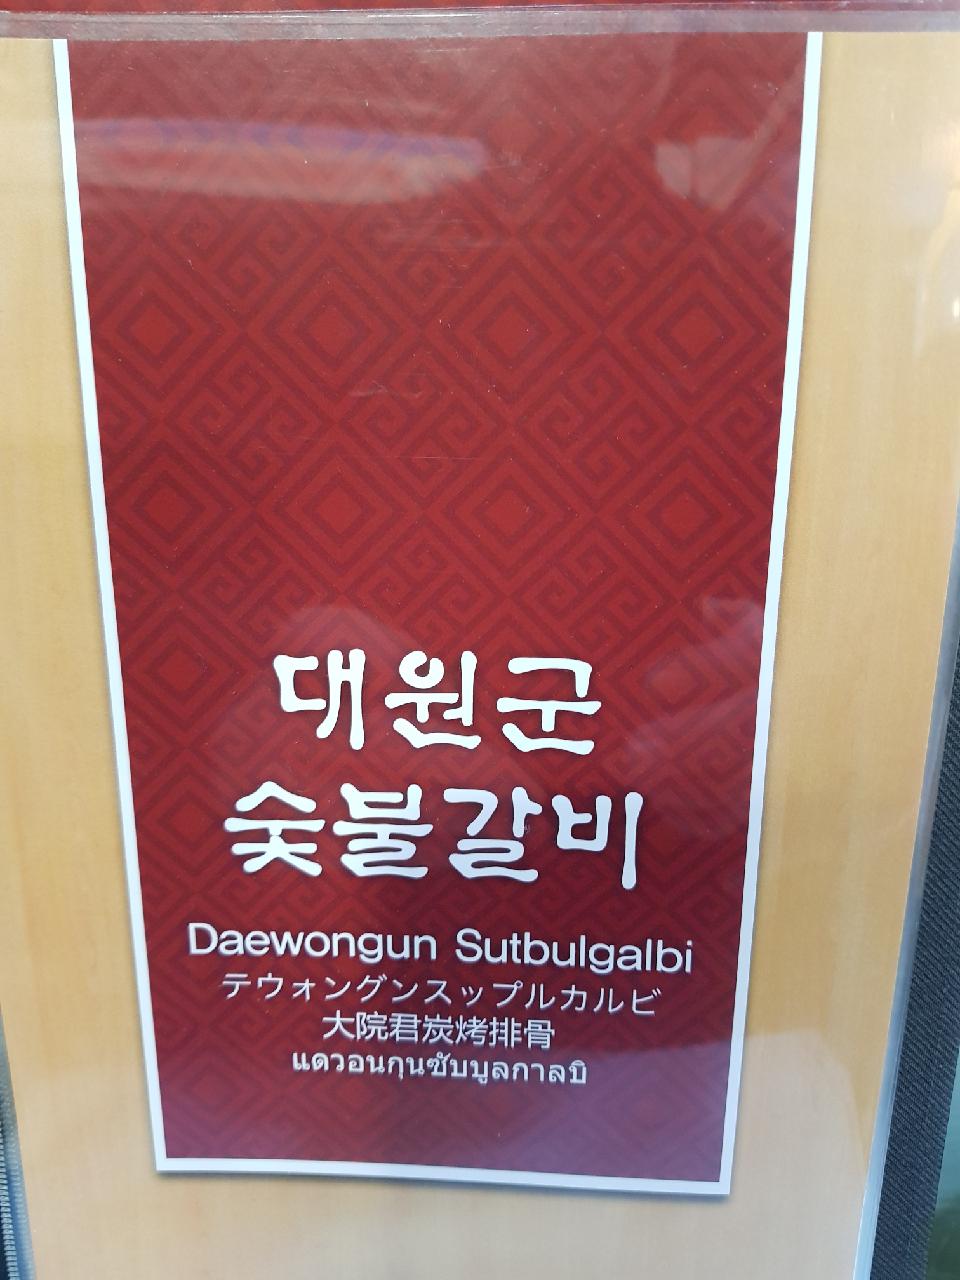 대원군
숯불갈비
Daewongun Sutbulgalbi
テウォングンスップルカルビ
大院君炭烤排骨
แดวอนกุนซับบูลกาลบิ